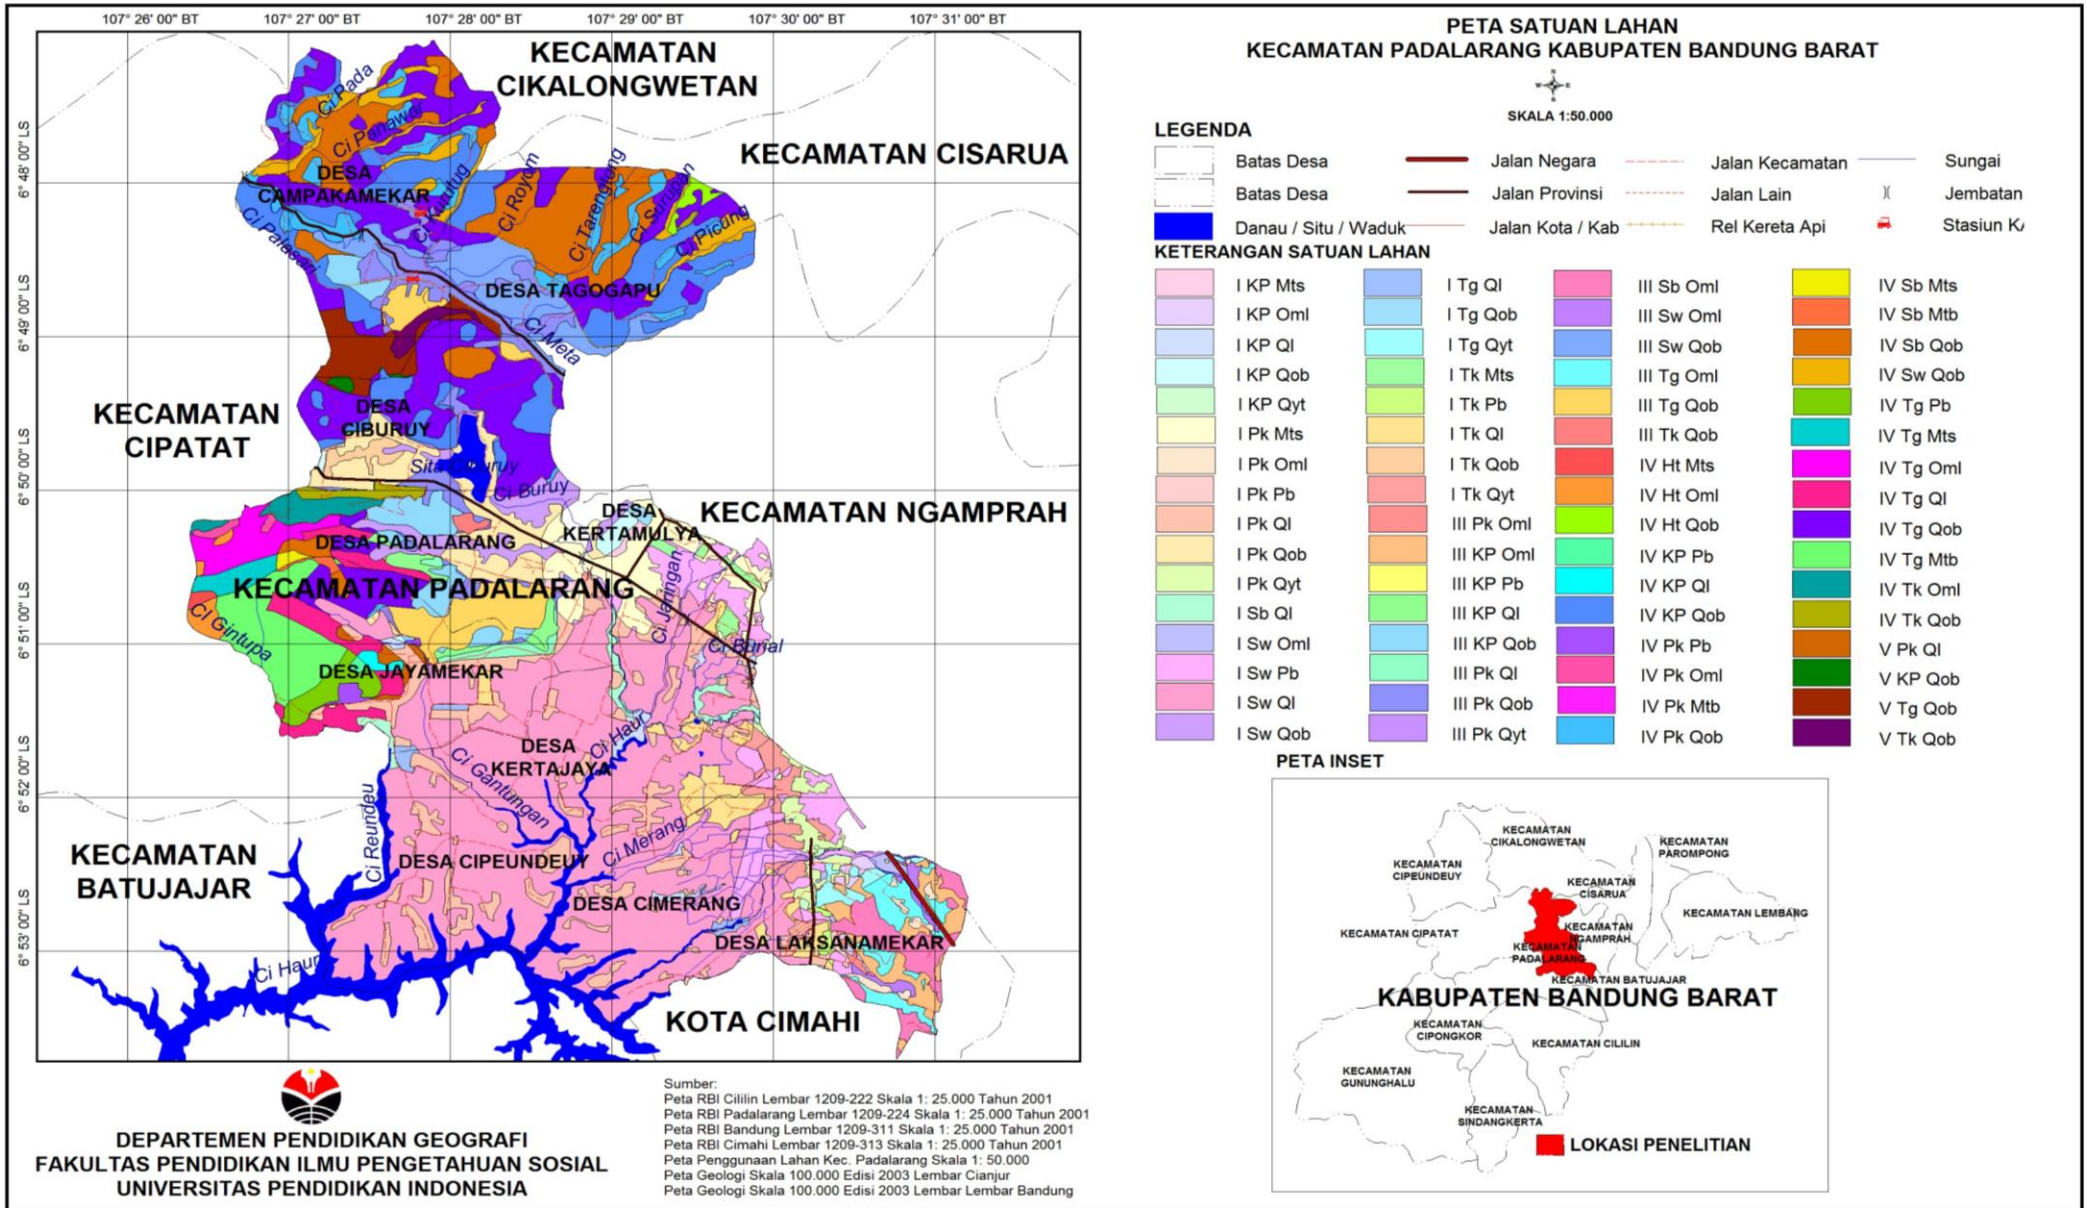 107° 26' 00" BT
107° 27' 00" BT
107° 28' 00" BT
107° 29' 00" BT
107° 30' 00" BT
107° 31' 00" BT
6° 48' 00" LS
6° 49' 00" LS
6° 50' 00" LS
6° 51' 00" LS
6° 52' 00" LS
6° 53' 00" LS
KECAMATAN
CIKALONGWETAN
KECAMATAN CISARUA
Ci Pada
Ci Panawor
DESA
CAMPAKAMEKAR
Ci Kututug
Ci Royom
Ci Tarengtong
Ci Surupan
Ci Picung
Ci Palasari
DESA TAGOGAPU
Ci Meta
KECAMATAN
CIPATAT
DESA
CIBURUY
Situ Ciburuy
Ci Buruy
DESA
KERTAMULYA
KECAMATAN NGAMPRAH
DESA PADALARANG
KECAMATAN PADALARANG
Ci Jamngan
Ci Gintupa
Ci Burial
DESA JAYAMEKAR
DESA
KERTAJAYA
Ci Haur
Ci Gantungan
Ci Reundeu
KECAMATAN
BATUJAJAR
DESA CIPEUNDEUY
Ci Merang
DESA CIMERANG
DESA LAKSANAMEKAR
Ci Haur
KOTA CIMAHI
DEPARTEMEN PENDIDIKAN GEOGRAFI
FAKULTAS PENDIDIKAN ILMU PENGETAHUAN SOSIAL
UNIVERSITAS PENDIDIKAN INDONESIA
Sumber:
Peta RBI Cililin Lembar 1209-222 Skala 1: 25.000 Tahun 2001
Peta RBI Padalarang Lembar 1209-224 Skala 1: 25.000 Tahun 2001
Peta RBI Bandung Lembar 1209-311 Skala 1: 25.000 Tahun 2001
Peta RBI Cimahi Lembar 1209-313 Skala 1: 25.000 Tahun 2001
Peta Penggunaan Lahan Kec. Padalarang Skala 1: 50.000
Peta Geologi Skala 100.000 Edisi 2003 Lembar Cianjur
Peta Geologi Skala 100.000 Edisi 2003 Lembar Lembar Bandung
PETA SATUAN LAHAN
KECAMATAN PADALARANG KABUPATEN BANDUNG BARAT
N
W E
S
SKALA 1:50.000
LEGENDA
Batas Desa
Jalan Negara
Jalan Kecamatan
Sungai
Batas Desa
Jalan Provinsi
Jalan Lain
Jembatan
Danau / Situ / Waduk
Jalan Kota / Kab
Rel Kereta Api
Stasiun KA
KETERANGAN SATUAN LAHAN
I KP Mts
I KP Oml
I KP Ql
I KP Qob
I KP Qyt
I Pk Mts
I Pk Oml
I Pk Pb
I Pk Ql
I Pk Qob
I Pk Qyt
I Sb Ql
I Sw Oml
I Sw Pb
I Sw Ql
I Sw Qob
I Tg Ql
I Tg Qob
I Tg Qyt
I Tk Mts
I Tk Pb
I Tk Ql
I Tk Qob
I Tk Qyt
III Pk Oml
III KP Oml
III KP Pb
III KP Ql
III KP Qob
III Pk Ql
III Pk Qob
III Pk Qyt
III Sb Oml
III Sw Oml
III Sw Qob
III Tg Oml
III Tg Qob
III Tk Qob
IV Ht Mts
IV Ht Oml
IV Ht Qob
IV KP Pb
IV KP Ql
IV KP Qob
IV Pk Pb
IV Pk Oml
IV Pk Mtb
IV Pk Qob
IV Sb Mts
IV Sb Mtb
IV Sb Qob
IV Sw Qob
IV Tg Pb
IV Tg Mts
IV Tg Oml
IV Tg Ql
IV Tg Qob
IV Tg Mtb
IV Tk Oml
IV Tk Qob
V Pk Ql
V KP Qob
V Tg Qob
V Tk Qob
PETA INSET
KECAMATAN
CIKALONGWETAN
KECAMATAN
PAROMPONG
KECAMATAN
CIPEUNDEUY
KECAMATAN
CISARUA
KECAMATAN LEMBANG
KECAMATAN CIPATAT
KECAMATAN
NGAMPRAH
KECAMATAN
PADALARANG
KECAMATAN BATUJAJAR
KABUPATEN BANDUNG BARAT
KECAMATAN
CIPONGKOR
KECAMATAN CILILIN
KECAMATAN
GUNUNGHALU
KECAMATAN
SINDANGKERTA
LOKASI PENELITIAN